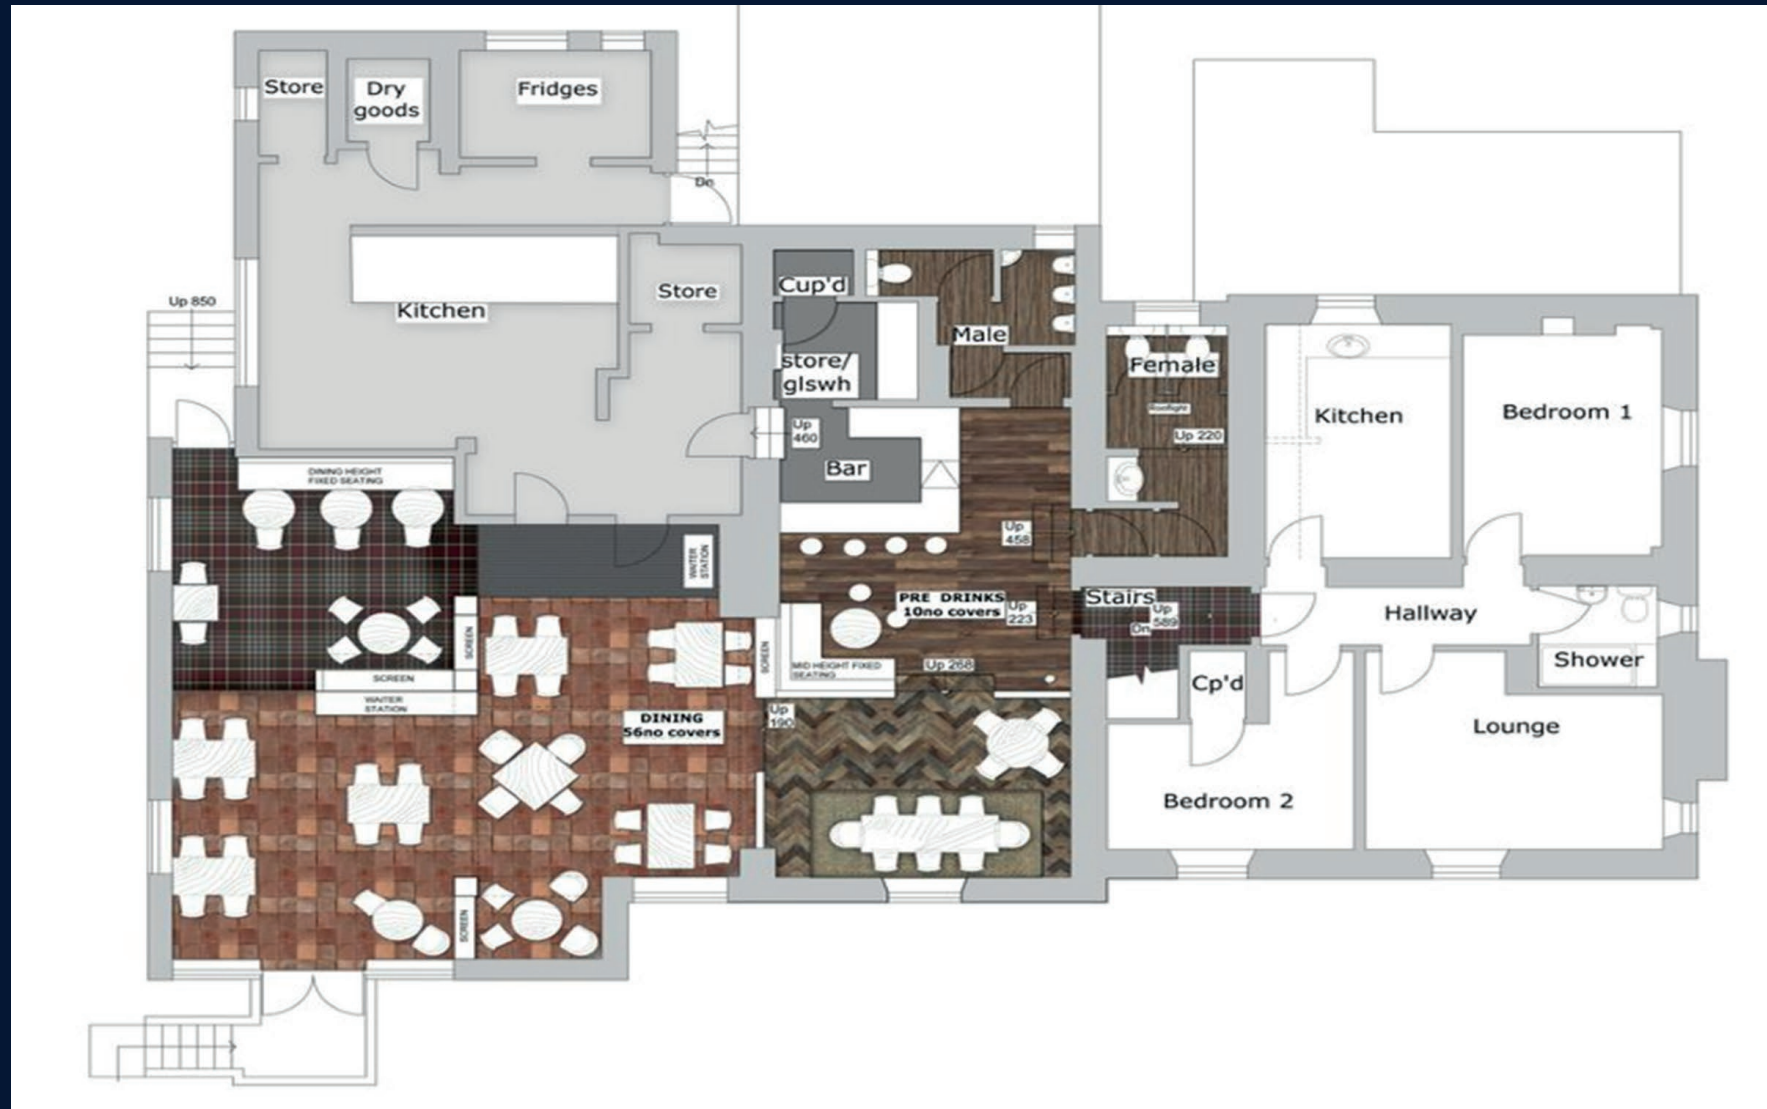 Store
Dry
goods
Fridges
Dn
Up 850
Kitchen
Store
Cup'd
store/
glswh
Male
Female
Rooflight
Up 220
Kitchen
Bedroom 1
Up
460
Bar
DINING HEIGHT
FIXED SEATING
WAITER
STATION
Up
458
PRE DRINKS
10no covers
Up
223
Stairs
Up
589
Dn
Hallway
SCREEN
SCREEN
WAITER
STATION
SCREEN
MID HEIGHT FIXED
SEATING
Up 268
Cp'd
Shower
DINING
56no covers
Up
190
Lounge
Bedroom 2
SCREEN